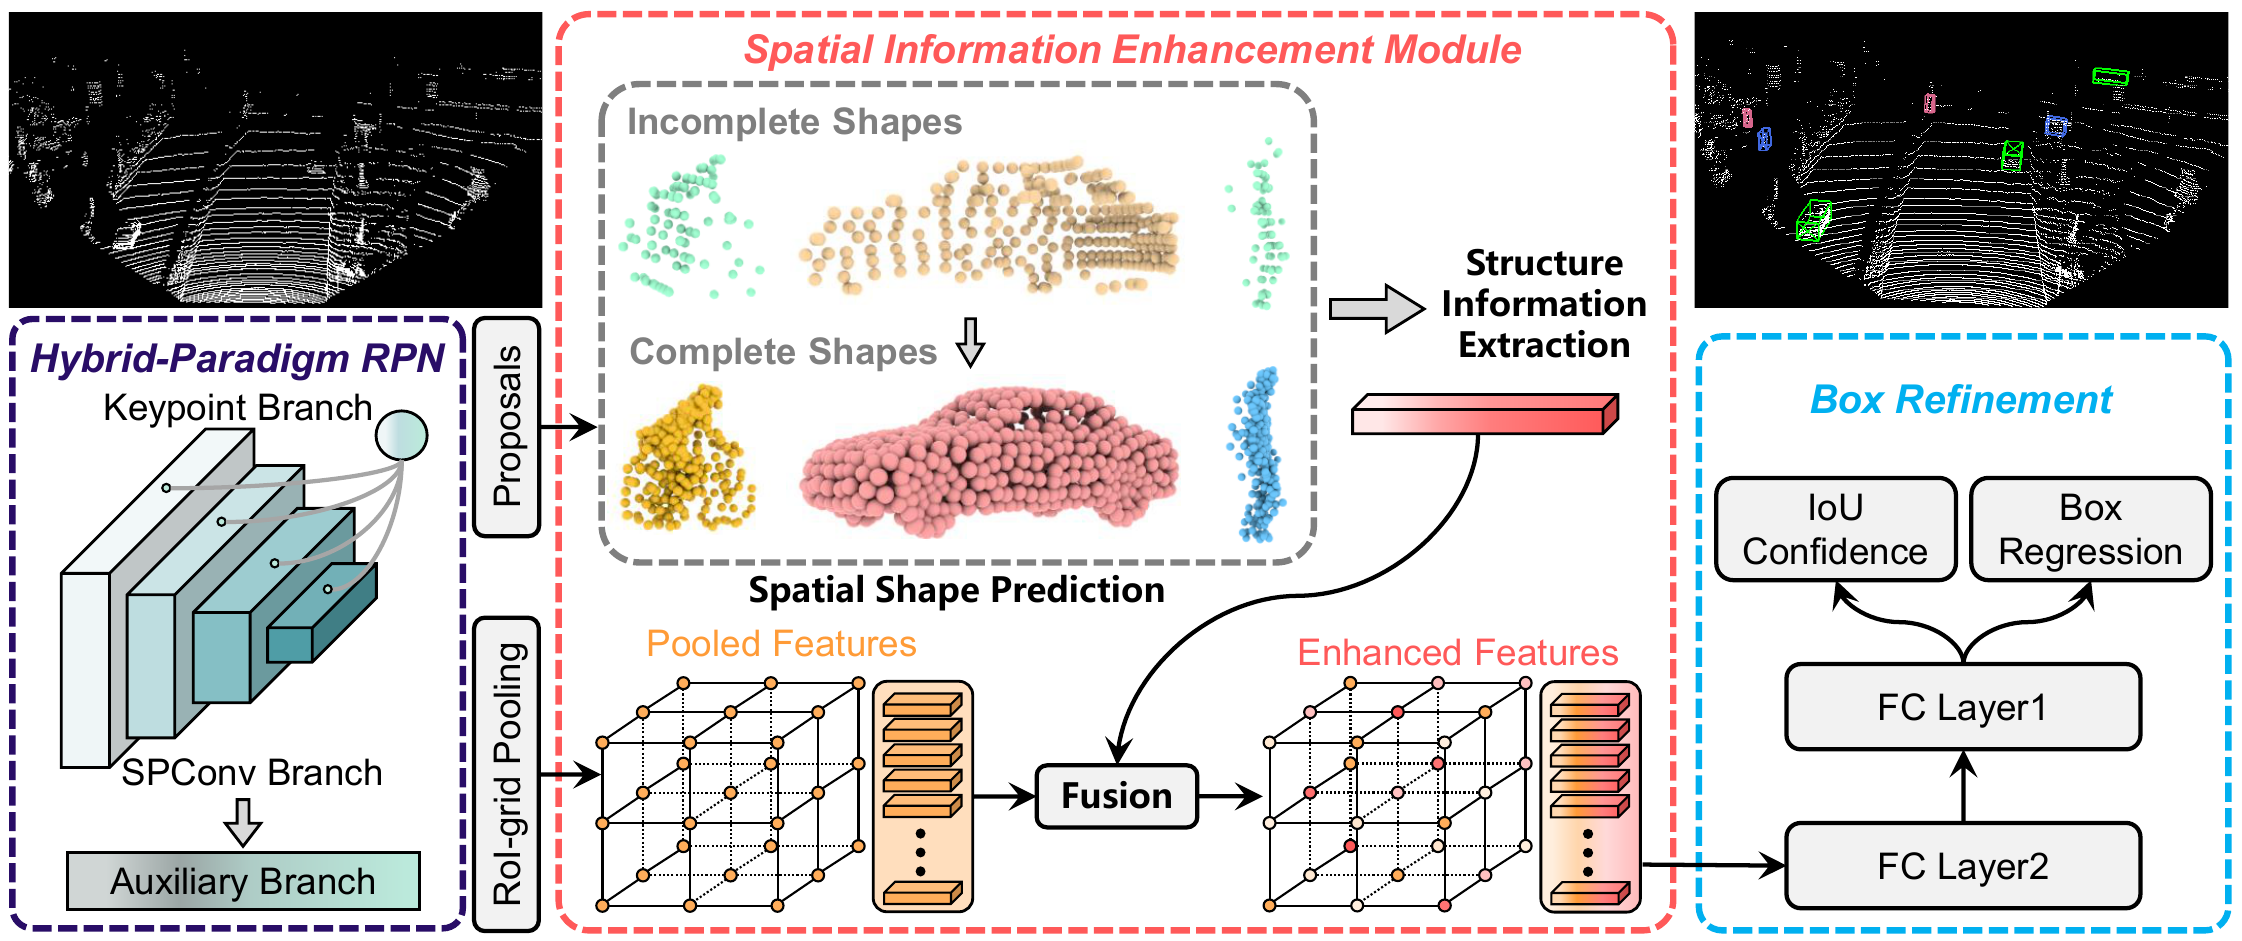 Hybrid-Paradigm RPN
Keypoint Branch
SPConv Branch
Auxiliary Branch
Proposals
RoI-grid Pooling
Spatial Information Enhancement Module
Incomplete Shapes
Complete Shapes
Spatial Shape Prediction
Structure
Information
Extraction
Pooled Features
Fusion
Enhanced Features
Box Refinement
IoU
Confidence
Box
Regression
FC Layer1
FC Layer2